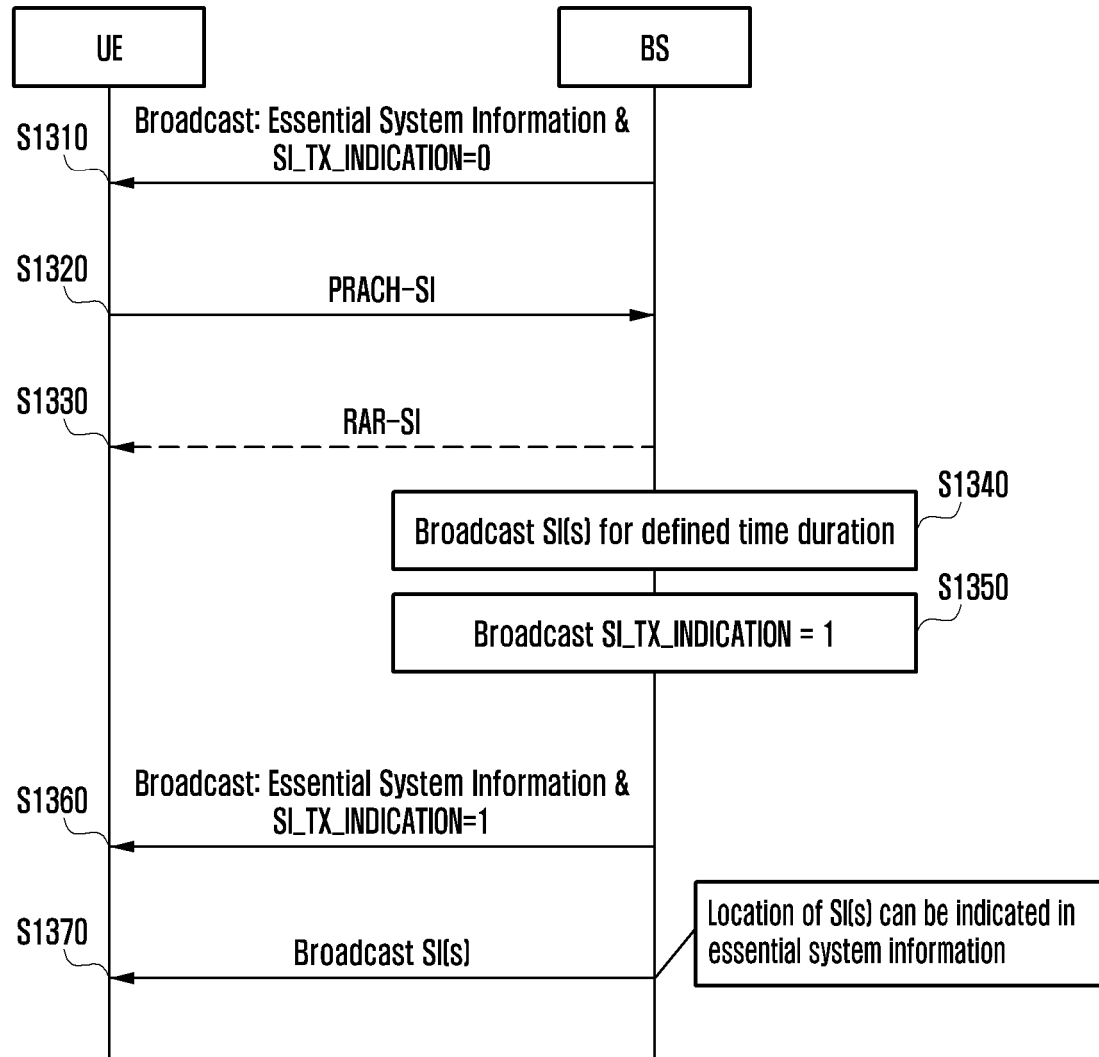 UE
BS
Broadcast: Essential System Information &
SI_TX_INDICATION=0
S1310
S1320
PRACH-SI
S1330
RAR-SI
S1340
Broadcast SI(s) for defined time duration
S1350
Broadcast SI_TX_INDICATION = 1
Broadcast: Essential System Information &
SI_TX_INDICATION=1
S1360
Location of SI(s) can be indicated in
essential system information
S1370
Broadcast SI(s)